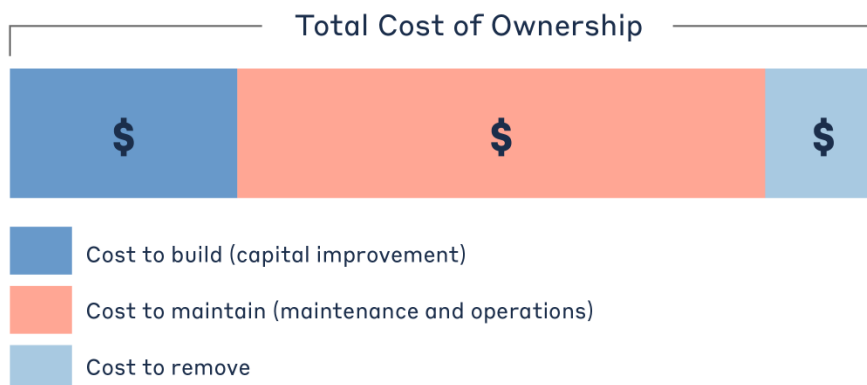 Total Cost of Ownership
$ $ $
Cost to build (capital improvement)
Cost to maintain (maintenance and operations)
Cost to remove